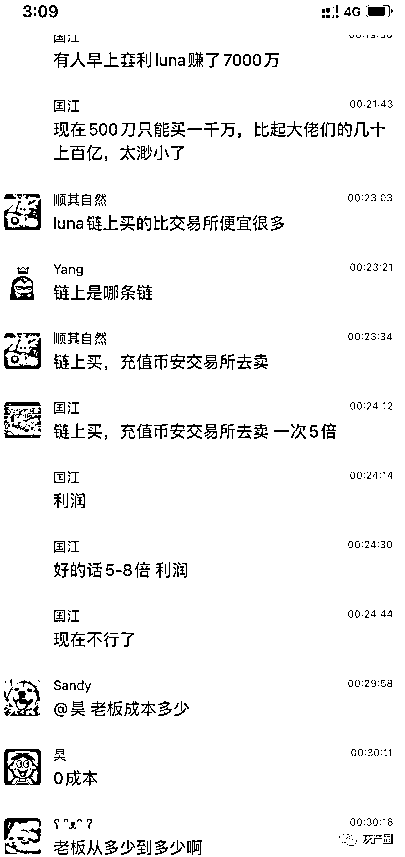 3:09
4G
国江
有人早上套利luna赚了7000万
国江
00:21:43
现在500刀只能买一千万，比起大佬们的几十
上百亿，太渺小了
顺其自然
00:23:03
luna链上买的比交易所便宜很多
Yang
00:23:21
链上是哪条链
顺其自然
00:23:34
链上买，充值币安交易所去卖
国江
00:24:12
链上买，充值币安交易所去卖 一次5倍
国江
00:24:14
利润
国江
00:24:30
好的话5-8倍 利润
国江
00:24:44
现在不行了
Sandy
00:29:58
@昊 老板成本多少
昊
00:30:11
0成本
00:30:18
老板从多少到多少啊
灰产圈